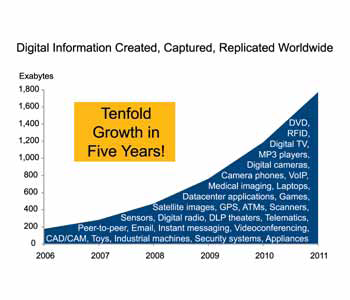 Digital Information Created, Captured, Replicated Worldwide
Exabytes
1,800
1,600
1,400
1,200
1,000
800
600
400
200
0
Tenfold
Growth in
Five Years!
DVD,
RFID,
Digital TV,
MP3 players,
Digital cameras,
Camera phones, VoIP,
Medical imaging, Laptops,
Datacenter applications, Games,
Satellite images, GPS, ATMs, Scanners,
Sensors, Digital radio, DLP theaters, Telematics,
Peer-to-peer, Email, Instant messaging, Videoconferencing,
CAD/CAM, Toys, Industrial machines, Security systems, Appliances
2006 2007 2008 2009 2010 2011